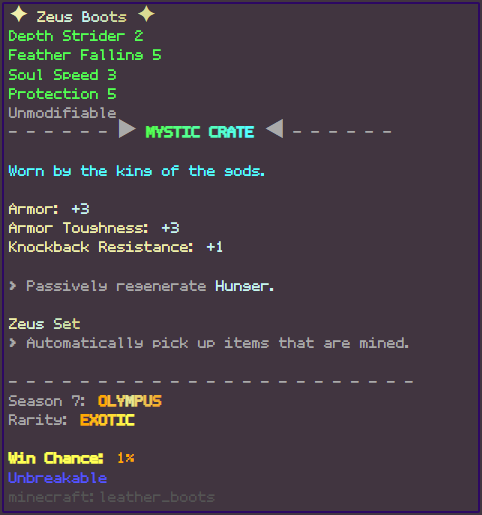 ✦ Zeus Boots ✦
Depth Strider 2
Feather Falling 5
Soul Speed 3
Protection 5
Unmodifiable
- - - - - - ▶ MYSTIC CRATE ◀ - - - - - -
Worn by the king of the gods.
Armor: +3
Armor Toughness: +3
Knockback Resistance: +1
> Passively regenerate Hunger.
Zeus Set
> Automatically pick up items that are mined.
- - - - - - - - - - - - - - - - - - - - - - - -
Season 7: OLYMPUS
Rarity: EXOTIC
Win Chance: 1%
Unbreakable
minecraft:leather_boots